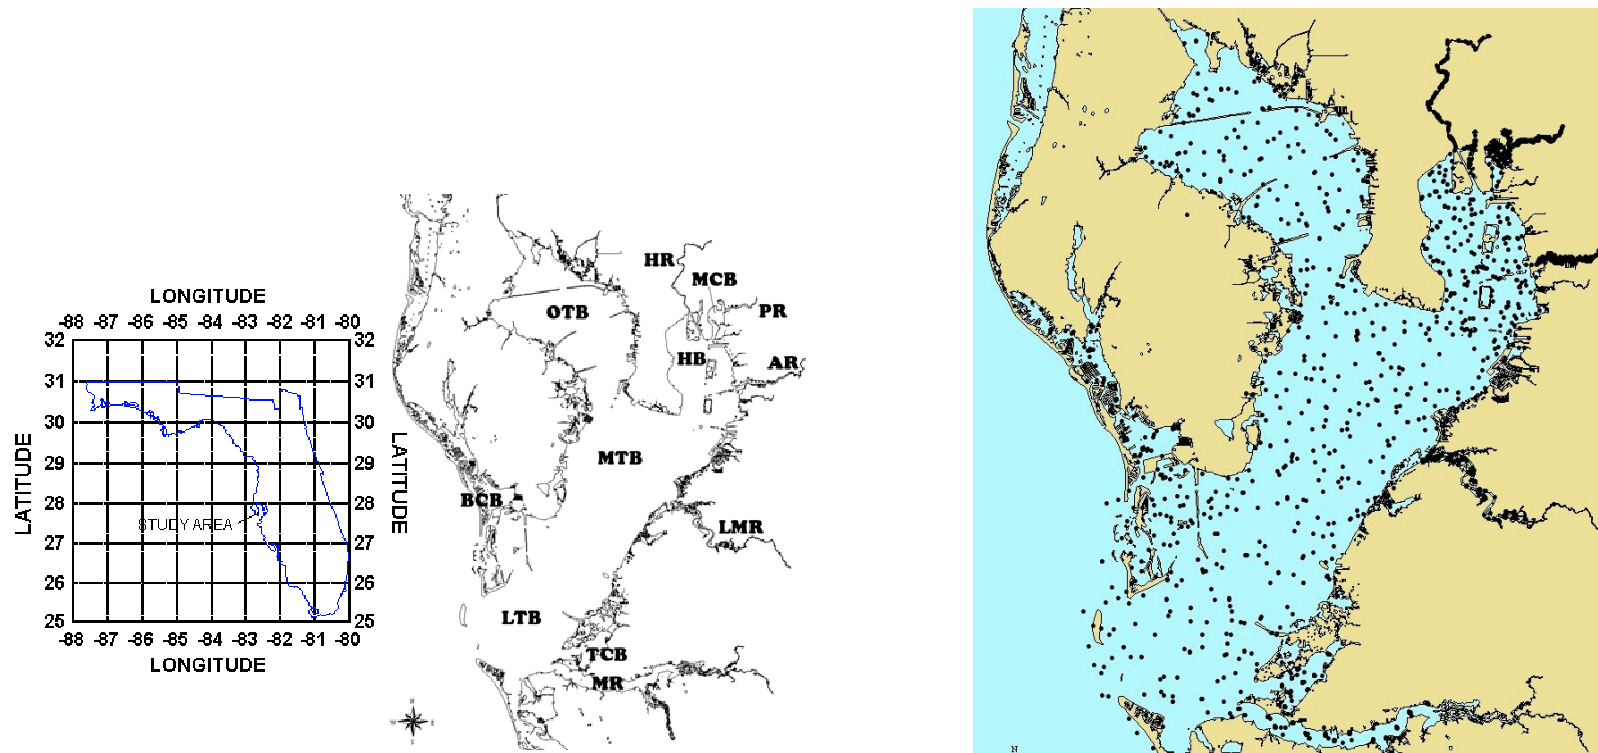 LONGITUDE
-88 -87 -86 -85 -84 -83 -82 -81 -80
32 32
31 31
30 30
29 29
28 28
27 27
26 26
25 25
-88 -87 -86 -85 -84 -83 -82 -81 -80
LONGITUDE
LATITUDE
LATITUDE
STUDY AREA
HR
MCB
OTB
PR
HB
AR
MTB
BCB
LMR
LTB
TCB
MR
N